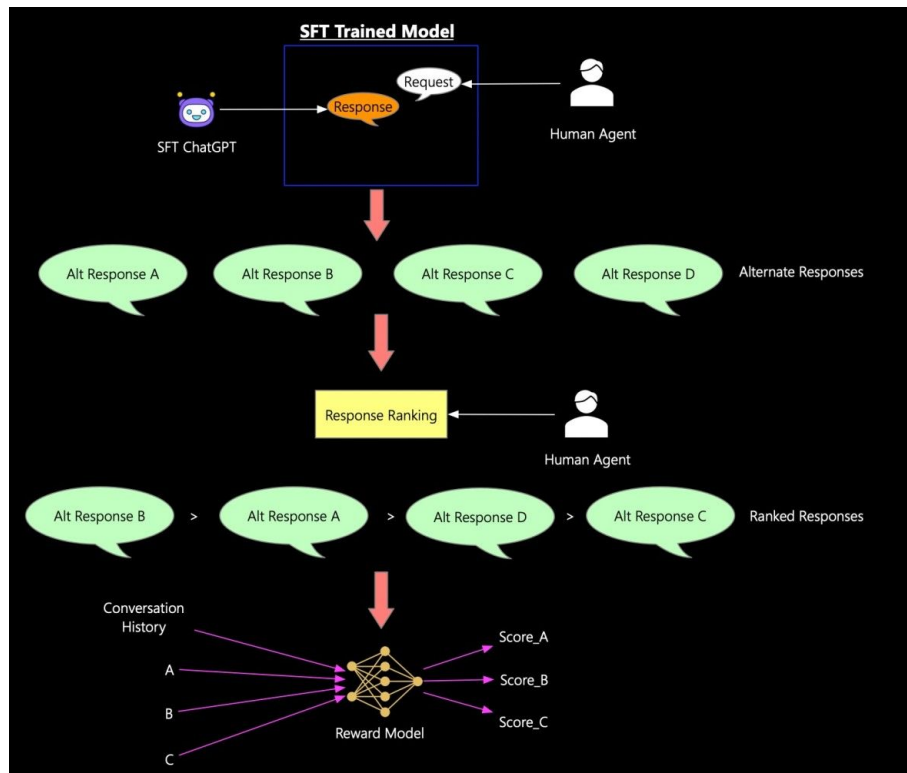 SFT Trained Model
Request
Response
SFT ChatGPT
Human Agent
Alt Response A
Alt Response B
Alt Response C
Alt Response D
Alternate Responses
Response Ranking
Human Agent
Alt Response B > Alt Response A > Alt Response D > Alt Response C
Ranked Responses
Conversation
History
A
B
C
Reward Model
Score_A
Score_B
Score_C